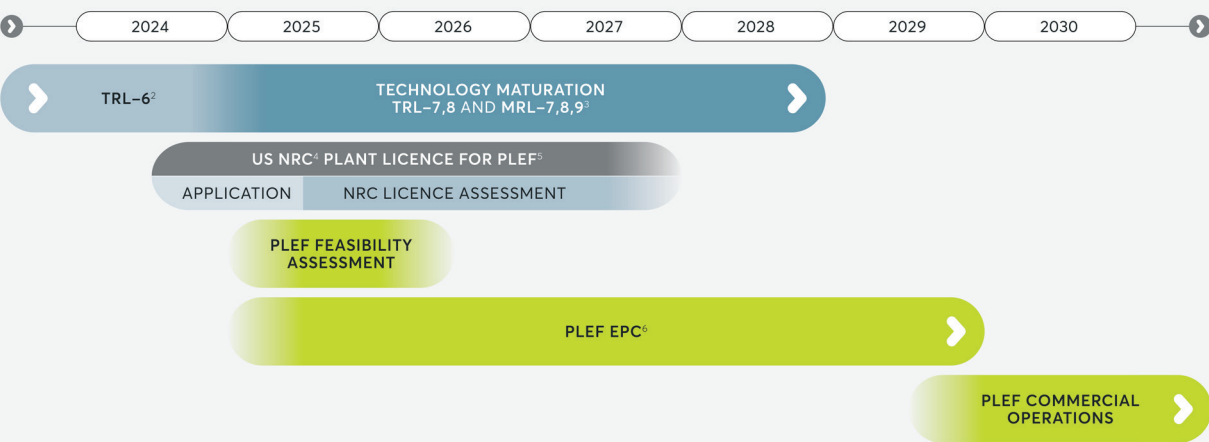 2024 2025 2026 2027 2028 2029 2030
TRL–6²
TECHNOLOGY MATURATION
TRL–7,8 AND MRL–7,8,9³
US NRC⁴ PLANT LICENCE FOR PLEF⁵
APPLICATION NRC LICENCE ASSESSMENT
PLEF FEASIBILITY
ASSESSMENT
PLEF EPC⁶
PLEF COMMERCIAL
OPERATIONS